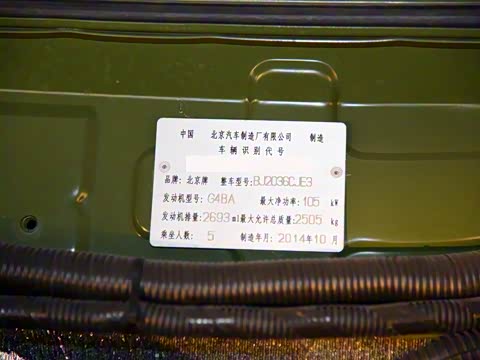 中国 北京汽车制造厂有限公司 制造
车辆识别代号
品牌：北京牌 整车型号：BJ2036CJE3
发动机型号：G4BA 最大净功率：105 kW
发动机排量：2693 ml最大允许总质量：2505 kg
乘坐人数：5 制造年月：2014年10月